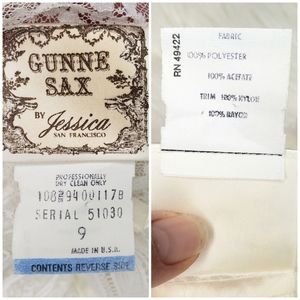 GUNNE
SAX
BY Jessica
SAN FRANCISCO
PROFESSIONALLY
DRY CLEAN ONLY
SERIAL 51030
9
MADE IN U.S.A.
CONTENTS REVERSE SIDE
RN 49422
FABRIC
100% POLYESTER
100% ACETATE
TRIM 100% NYLON
100% RAYON